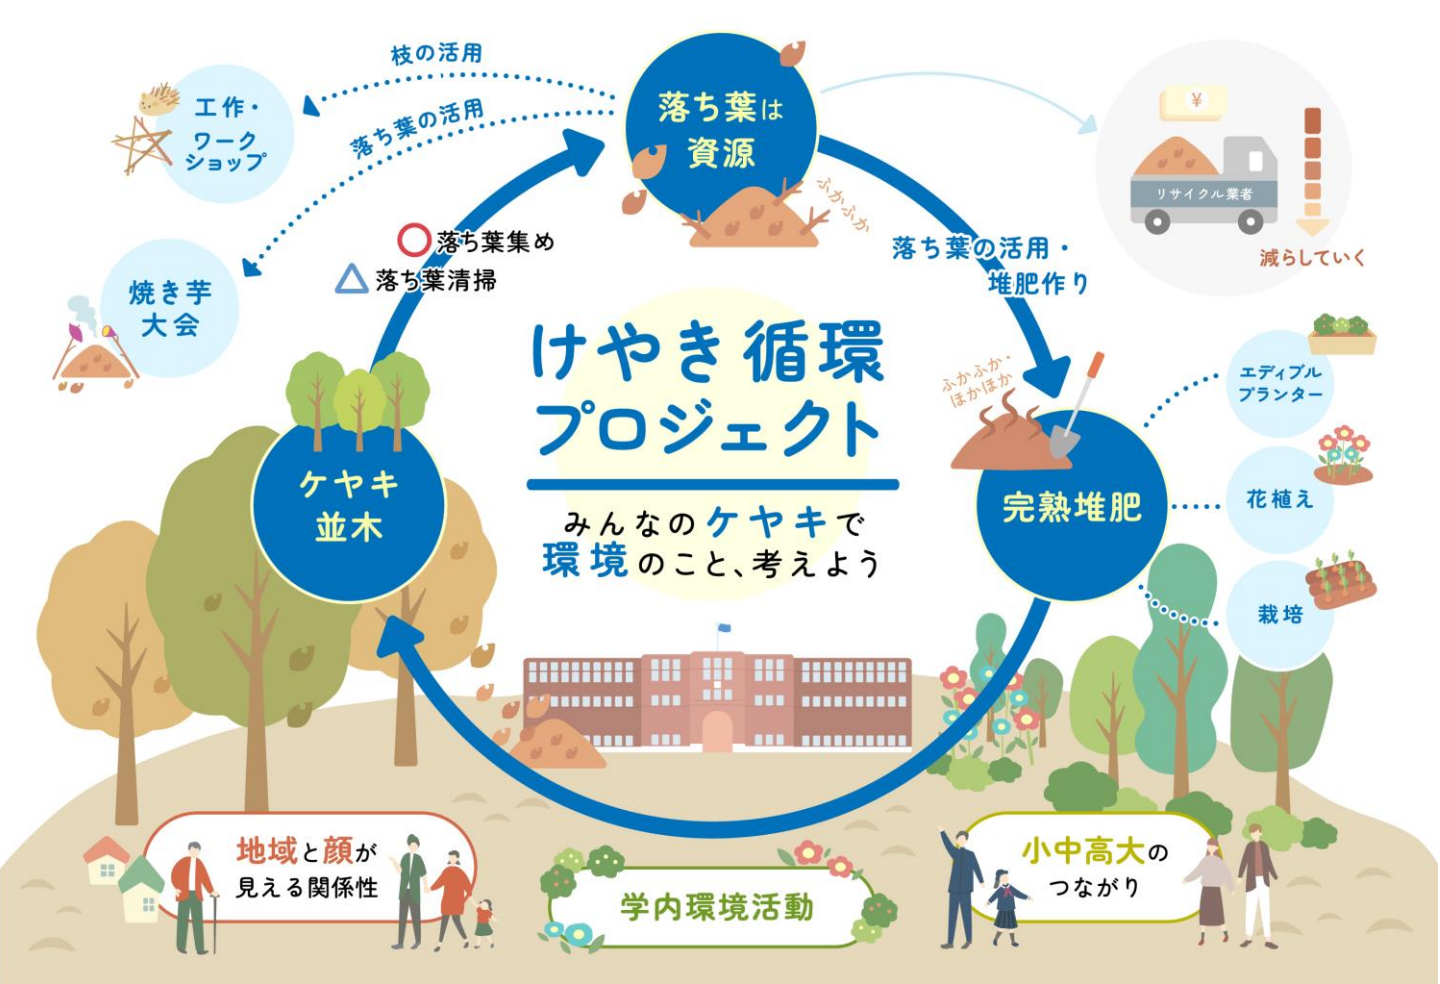 枝の活用
落ち葉の活用
工作・
ワーク
ショップ
焼き芋
大会
落ち葉は
資源
ふかふか
¥
リサイクル業者
減らしていく
○落ち葉集め
△落ち葉清掃
落ち葉の活用・
堆肥作り
けやき循環
プロジェクト
みんなのケヤキで
環境のこと、考えよう
ケヤキ
並木
ふかふか・
ほかほか
完熟堆肥
エディブル
プランター
花植え
栽培
地域と顔が
見える関係性
学内環境活動
小中高大の
つながり